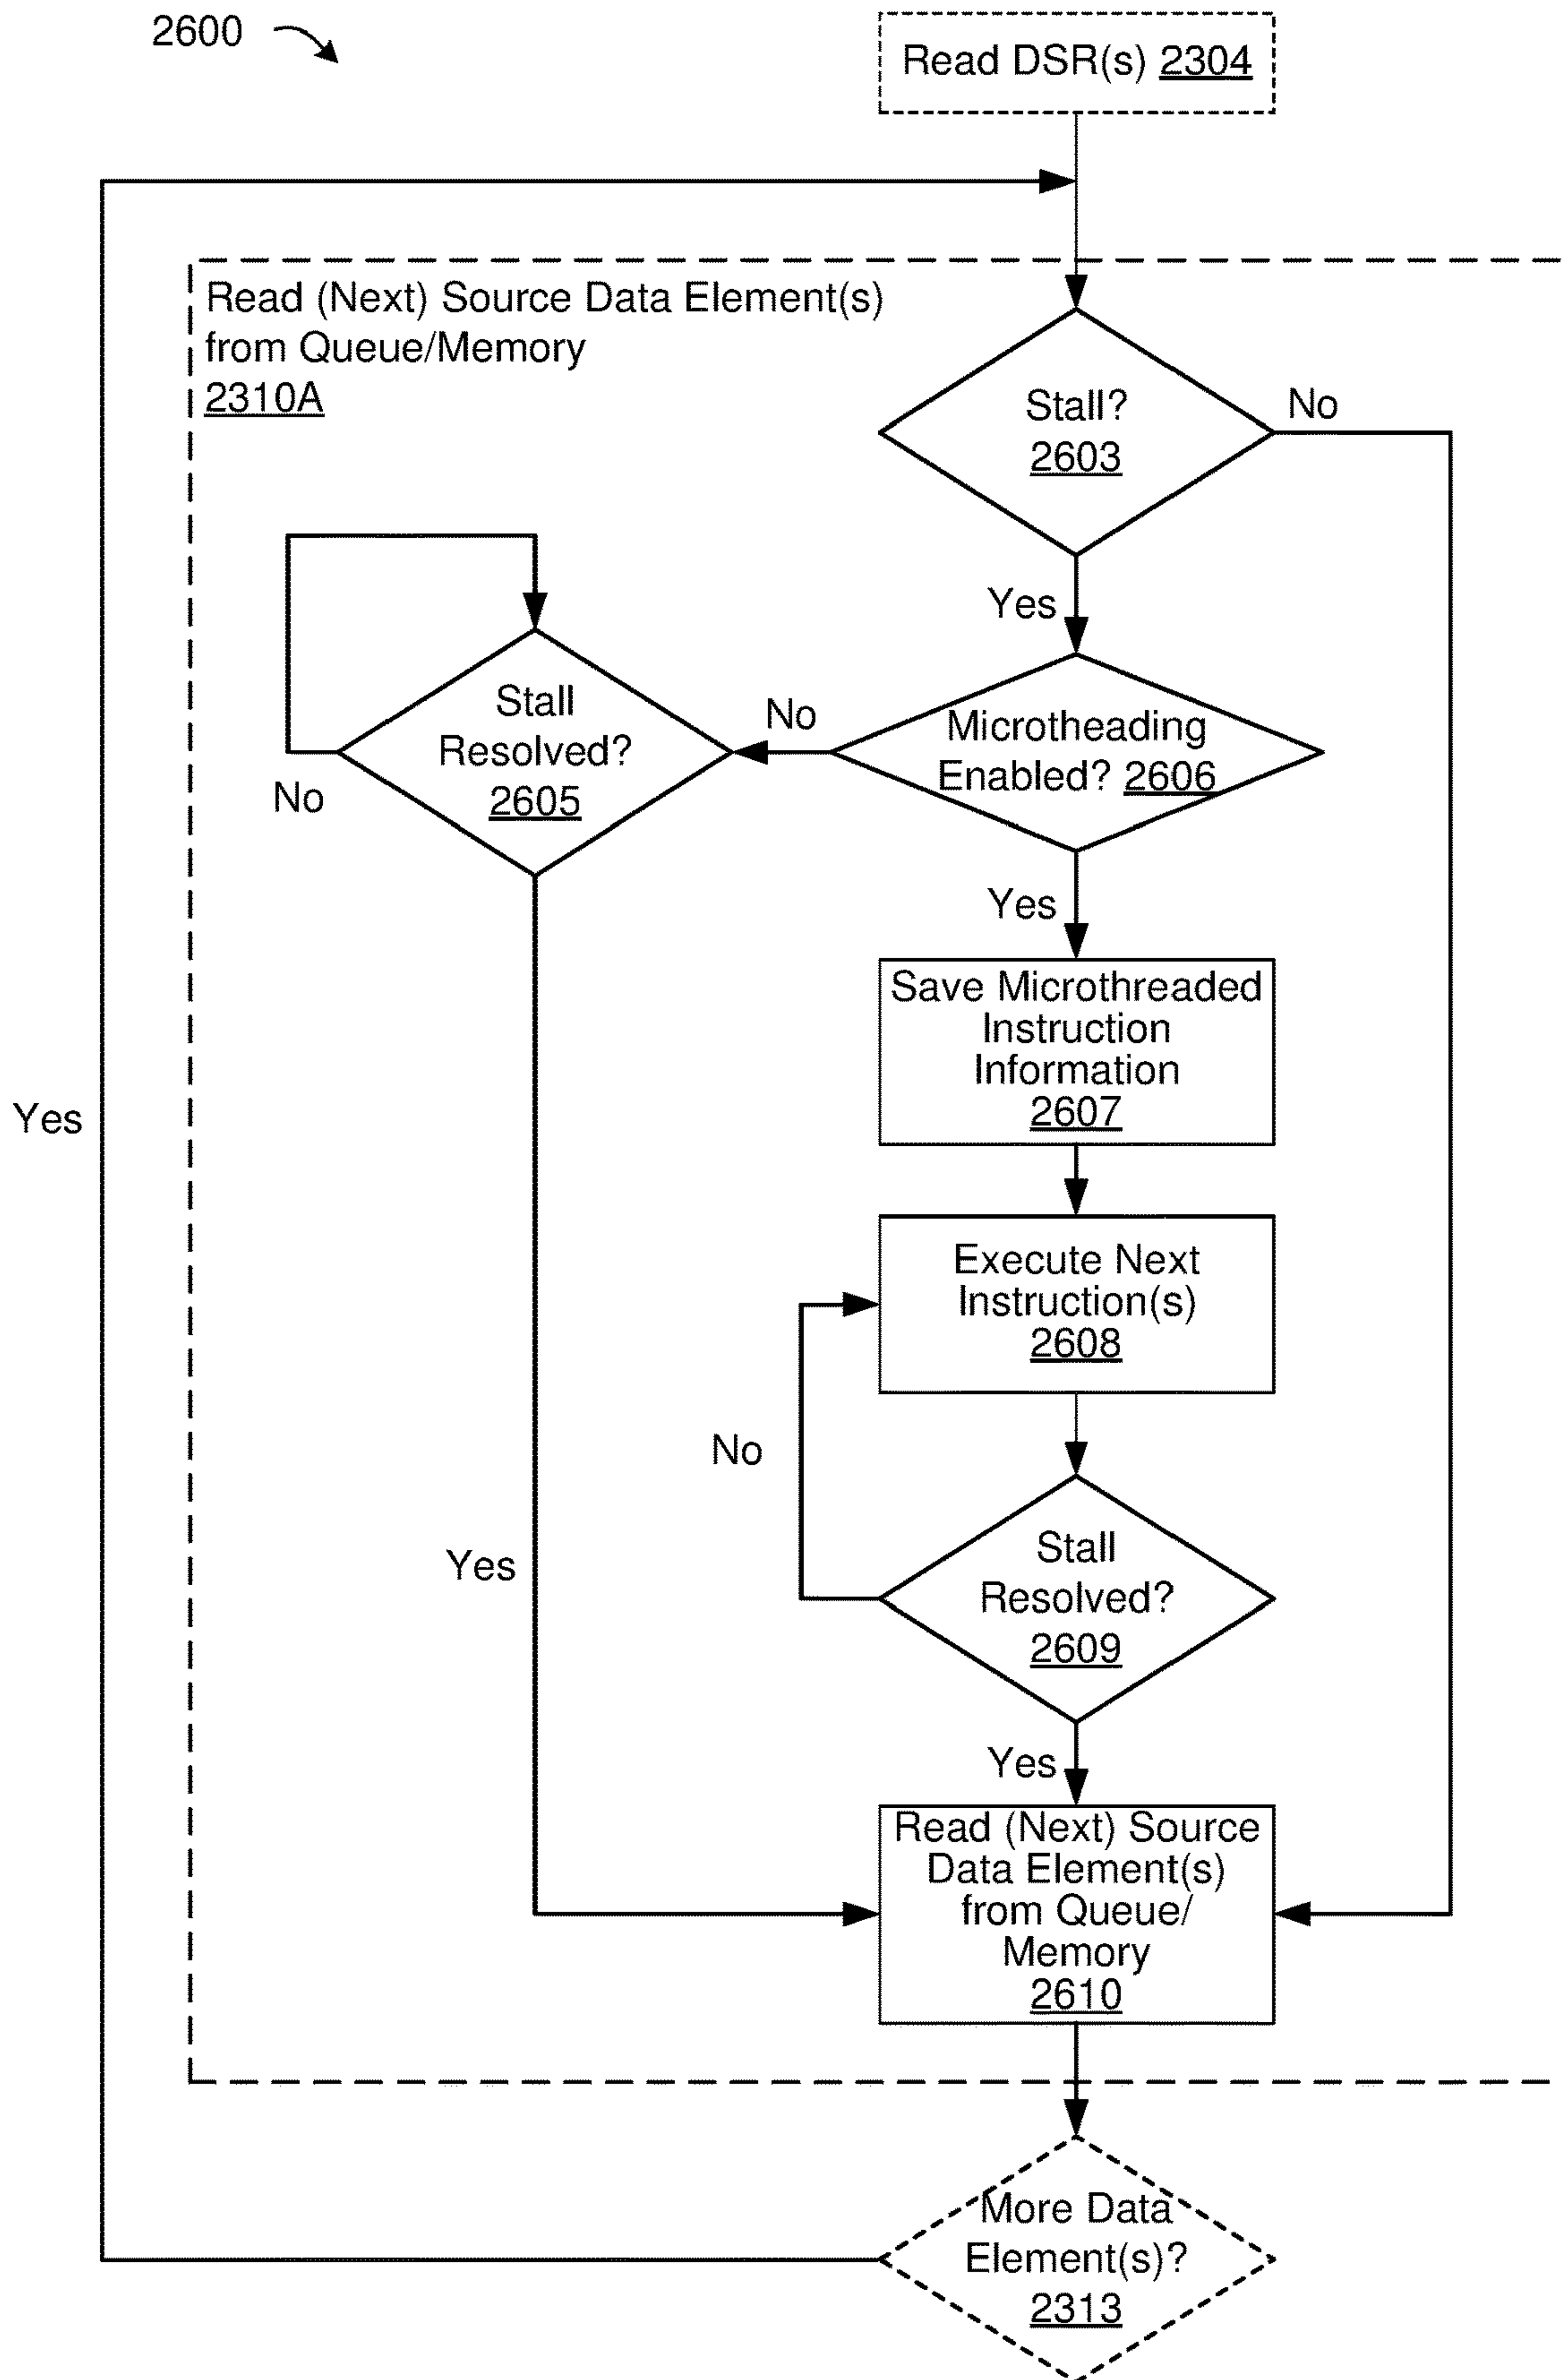 2600
Read DSR(s) 2304
Read (Next) Source Data Element(s)
from Queue/Memory
2310A
Stall?
2603
No
Yes
Stall
Resolved?
2605
No
No
Microtheading
Enabled? 2606
Yes
Save Microthreaded
Instruction
Information
2607
Yes
Execute Next
Instruction(s)
2608
No
Stall
Resolved?
2609
Yes
Yes
Read (Next) Source
Data Element(s)
from Queue/
Memory
2610
More Data
Element(s)?
2313